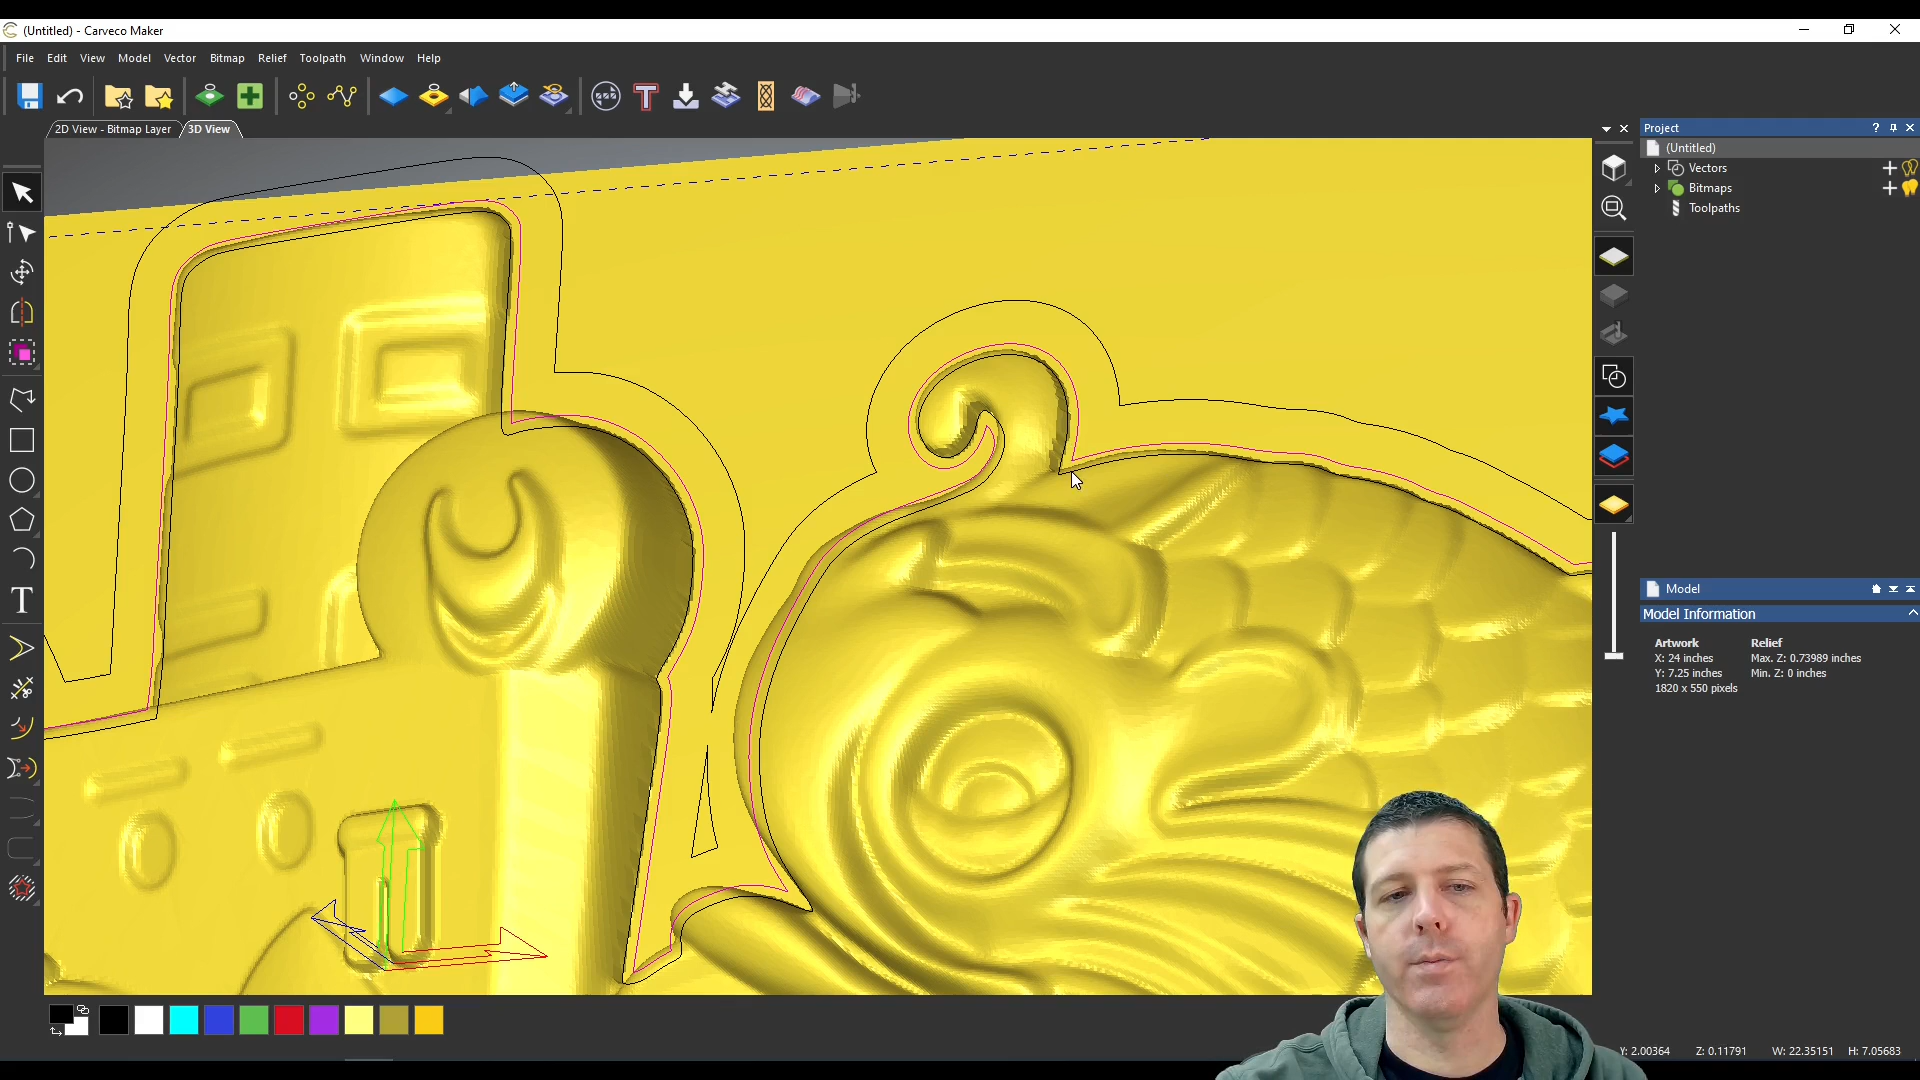 (Untitled) - Carveco Maker
File Edit View Model Vector Bitmap Relief Toolpath Window Help
2D View - Bitmap Layer 3D View
Project
(Untitled)
Vectors
Bitmaps
Toolpaths
Model
Model Information
Artwork Relief
X: 24 inches Max. Z: 0.73989 inches
Y: 7.25 inches Min. Z: 0 inches
1820 x 550 pixels
Y: 2.00364 Z: 0.11791 W: 22.35151 H: 7.05683